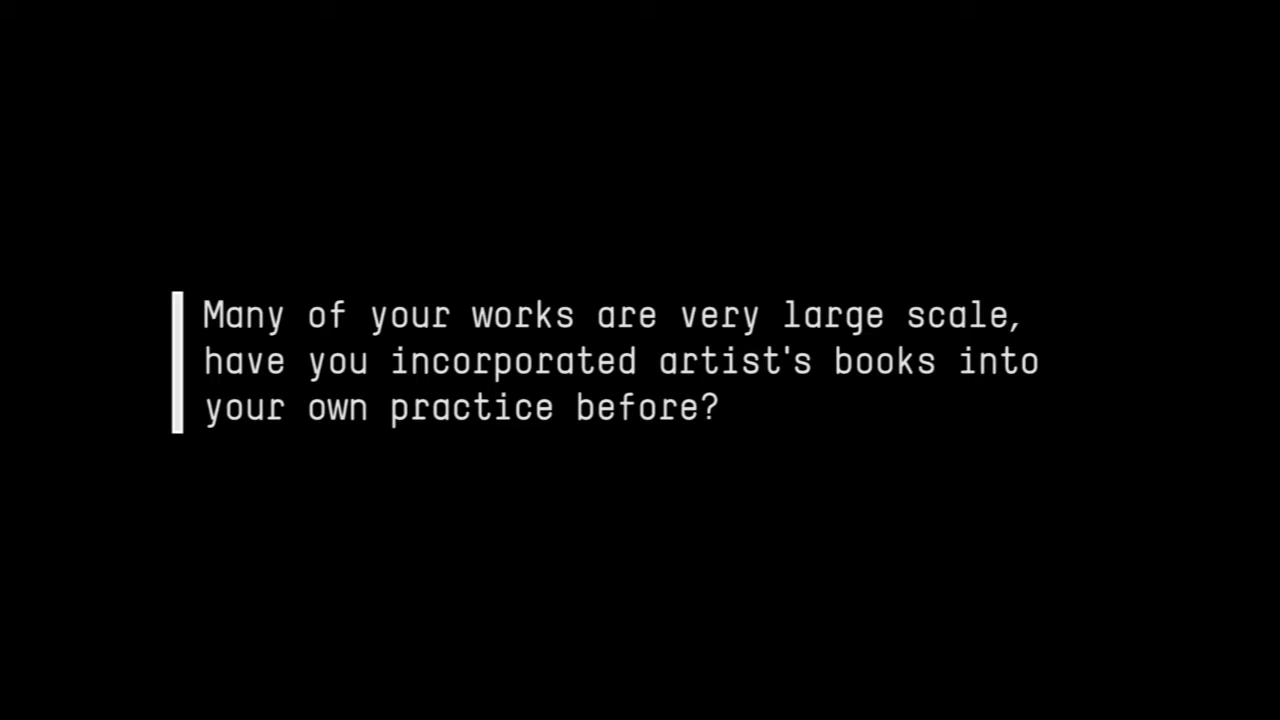 Many of your works are very large scale,
have you incorporated artist's books into
your own practice before?